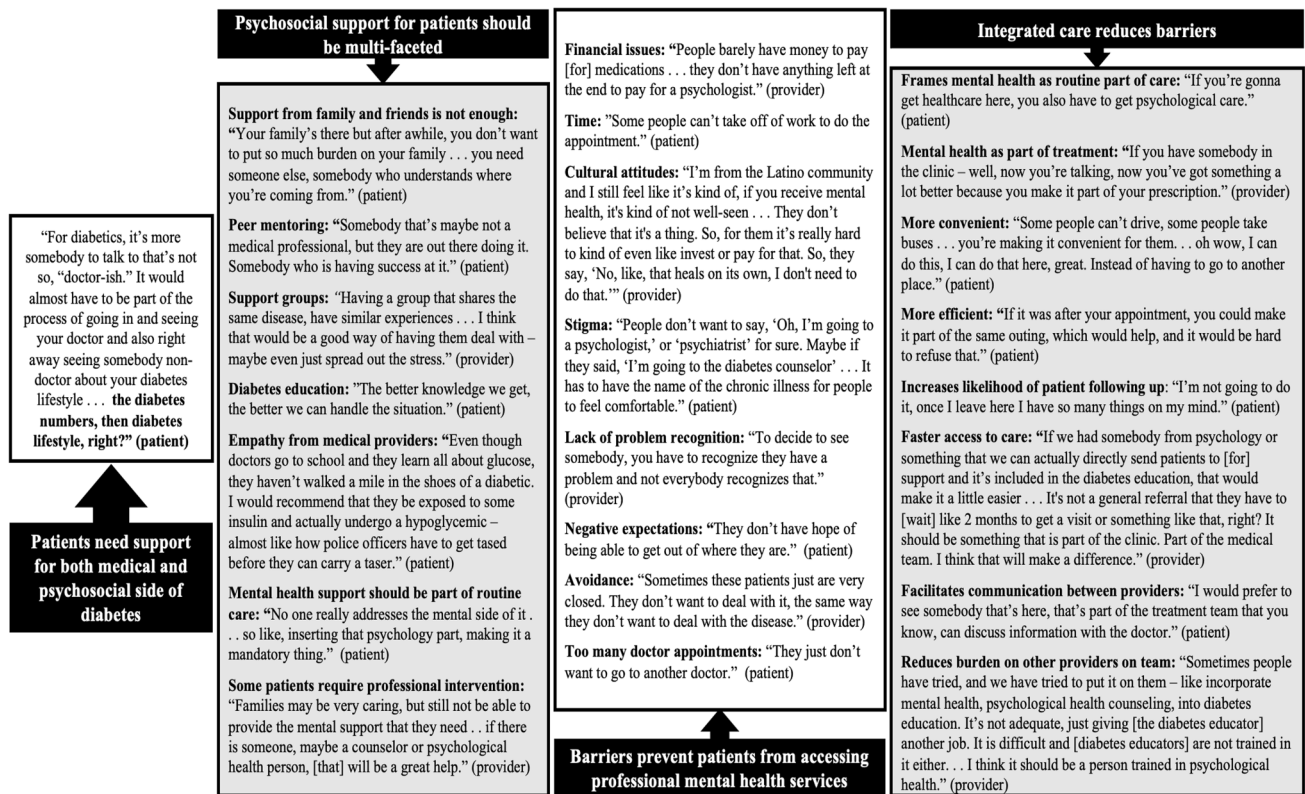 “For diabetics, it’s more
somebody to talk to that’s not
so, “doctor-ish.” It would
almost have to be part of the
process of going in and seeing
your doctor and also right
away seeing somebody non-
doctor about your diabetes
lifestyle . . . the diabetes
numbers, then diabetes
lifestyle, right?” (patient)
Patients need support
for both medical and
psychosocial side of
diabetes
Psychosocial support for patients should
be multi-faceted
Support from family and friends is not enough:
“Your family’s there but after awhile, you don’t want
to put so much burden on your family . . . you need
someone else, somebody who understands where
you’re coming from.” (patient)
Peer mentoring: “Somebody that’s maybe not a
medical professional, but they are out there doing it.
Somebody who is having success at it.” (patient)
Support groups: “Having a group that shares the
same disease, have similar experiences . . . I think
that would be a good way of having them deal with –
maybe even just spread out the stress.” (provider)
Diabetes education: ”The better knowledge we get,
the better we can handle the situation.” (patient)
Empathy from medical providers: “Even though
doctors go to school and they learn all about glucose,
they haven’t walked a mile in the shoes of a diabetic.
I would recommend that they be exposed to some
insulin and actually undergo a hypoglycemic –
almost like how police officers have to get tased
before they can carry a taser.” (patient)
Mental health support should be part of routine
care: “No one really addresses the mental side of it .
. . so like, inserting that psychology part, making it a
mandatory thing.” (patient)
Some patients require professional intervention:
“Families may be very caring, but still not be able to
provide the mental support that they need . . if there
is someone, maybe a counselor or psychological
health person, [that] will be a great help.” (provider)
Financial issues: “People barely have money to pay
[for] medications . . . they don’t have anything left at
the end to pay for a psychologist.” (provider)
Time: ”Some people can’t take off of work to do the
appointment.” (patient)
Cultural attitudes: “I’m from the Latino community
and I still feel like it’s kind of, if you receive mental
health, it's kind of not well-seen . . . They don’t
believe that it's a thing. So, for them it’s really hard
to kind of even like invest or pay for that. So, they
say, ‘No, like, that heals on its own, I don't need to
do that.’” (provider)
Stigma: “People don’t want to say, ‘Oh, I’m going to
a psychologist,’ or ‘psychiatrist’ for sure. Maybe if
they said, ‘I’m going to the diabetes counselor’ . . . It
has to have the name of the chronic illness for people
to feel comfortable.” (patient)
Lack of problem recognition: “To decide to see
somebody, you have to recognize they have a
problem and not everybody recognizes that.”
(provider)
Negative expectations: “They don’t have hope of
being able to get out of where they are.” (patient)
Avoidance: “Sometimes these patients just are very
closed. They don’t want to deal with it, the same way
they don’t want to deal with the disease.” (provider)
Too many doctor appointments: “They just don’t
want to go to another doctor.” (patient)
Barriers prevent patients from accessing
professional mental health services
Integrated care reduces barriers
Frames mental health as routine part of care: “If you’re gonna
get healthcare here, you also have to get psychological care.”
(patient)
Mental health as part of treatment: “If you have somebody in
the clinic – well, now you’re talking, now you’ve got something
a lot better because you make it part of your prescription.” (provider)
More convenient: “Some people can’t drive, some people take
buses . . . you’re making it convenient for them. . . oh wow, I can
do this, I can do that here, great. Instead of having to go to another
place.” (patient)
More efficient: “If it was after your appointment, you could make
it part of the same outing, which would help, and it would be hard
to refuse that.” (patient)
Increases likelihood of patient following up: “I’m not going to do
it, once I leave here I have so many things on my mind.” (patient)
Faster access to care: “If we had somebody from psychology or
something that we can actually directly send patients to [for]
support and it’s included in the diabetes education, that would
make it a little easier . . . It's not a general referral that they have to
[wait] like 2 months to get a visit or something like that, right? It
should be something that is part of the clinic. Part of the medical
team. I think that will make a difference.” (provider)
Facilitates communication between providers: “I would prefer to
see somebody that’s here, that’s part of the treatment team that you
know, can discuss information with the doctor.” (patient)
Reduces burden on other providers on team: “Sometimes people
have tried, and we have tried to put it on them – like incorporate
mental health, psychological health counseling, into diabetes
education. It’s not adequate, just giving [the diabetes educator]
another job. It is difficult and [diabetes educators] are not trained in
it either. . . I think it should be a person trained in psychological
health.” (provider)